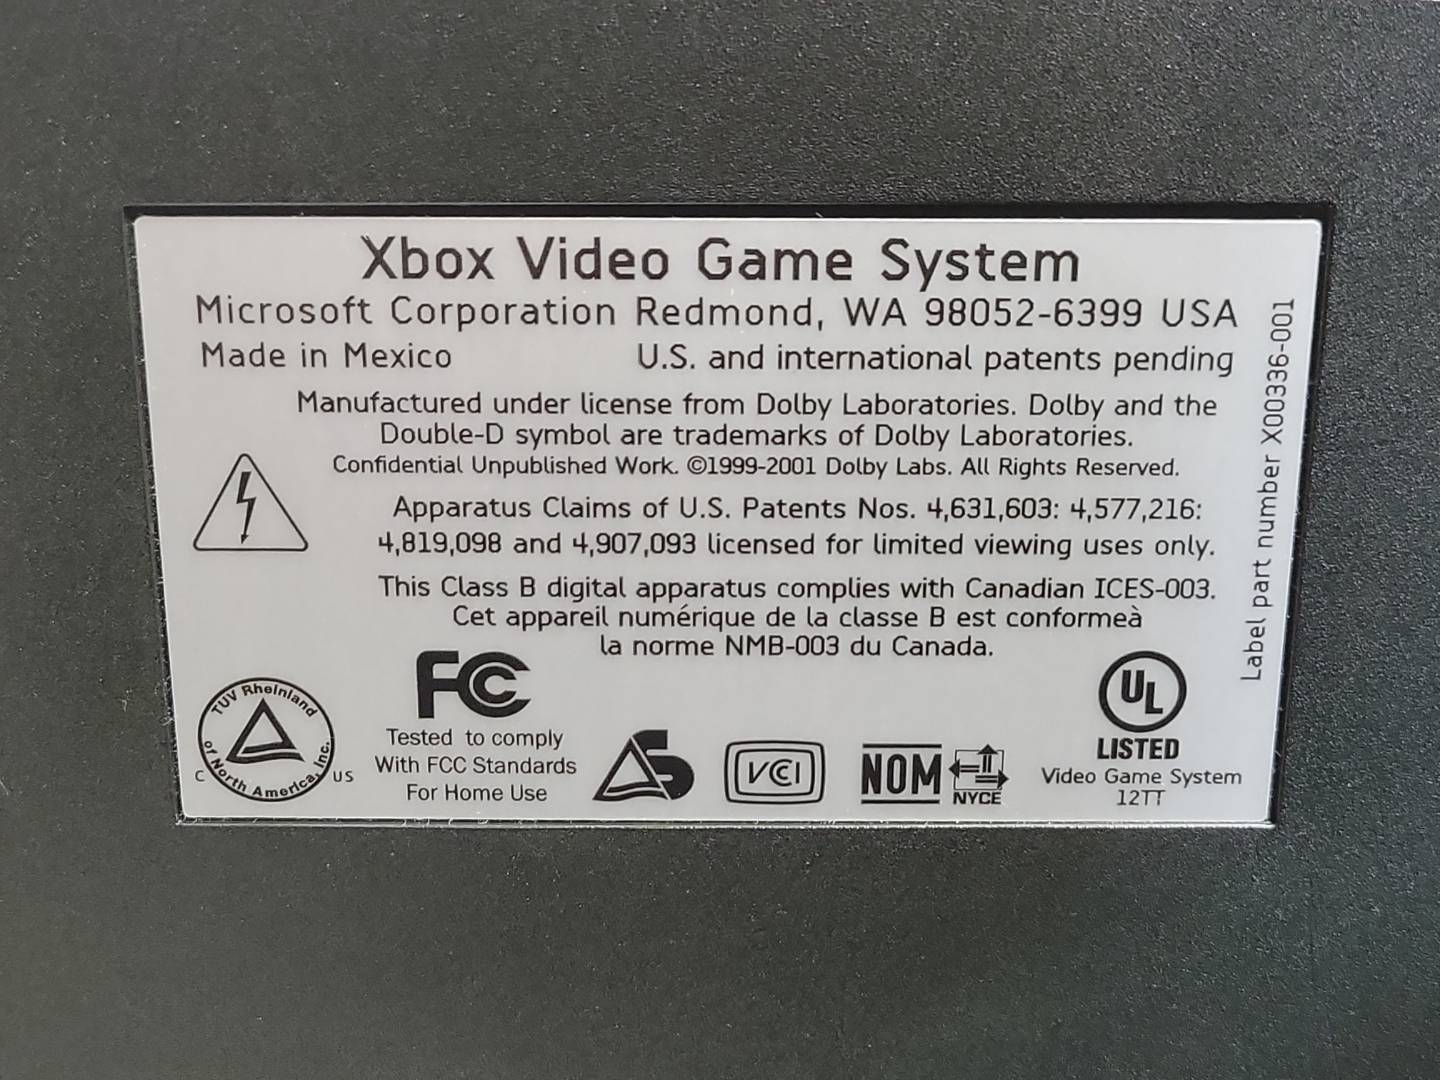 Xbox Video Game System
Microsoft Corporation Redmond, WA 98052-6399 USA
Made in Mexico U.S. and international patents pending
Manufactured under license from Dolby Laboratories. Dolby and the
Double-D symbol are trademarks of Dolby Laboratories.
Confidential Unpublished Work. ©1999-2001 Dolby Labs. All Rights Reserved.
Apparatus Claims of U.S. Patents Nos. 4,631,603: 4,577,216:
4,819,098 and 4,907,093 licensed for limited viewing uses only.
This Class B digital apparatus complies with Canadian ICES-003.
Cet appareil numérique de la classe B est conformeà
la norme NMB-003 du Canada.
TUV Rheinland
of North America, Inc.
C US
FC
Tested to comply
With FCC Standards
For Home Use
S
VCI
NOM
NYCE
UL
LISTED
Video Game System
12TT
Label part number X00336-001